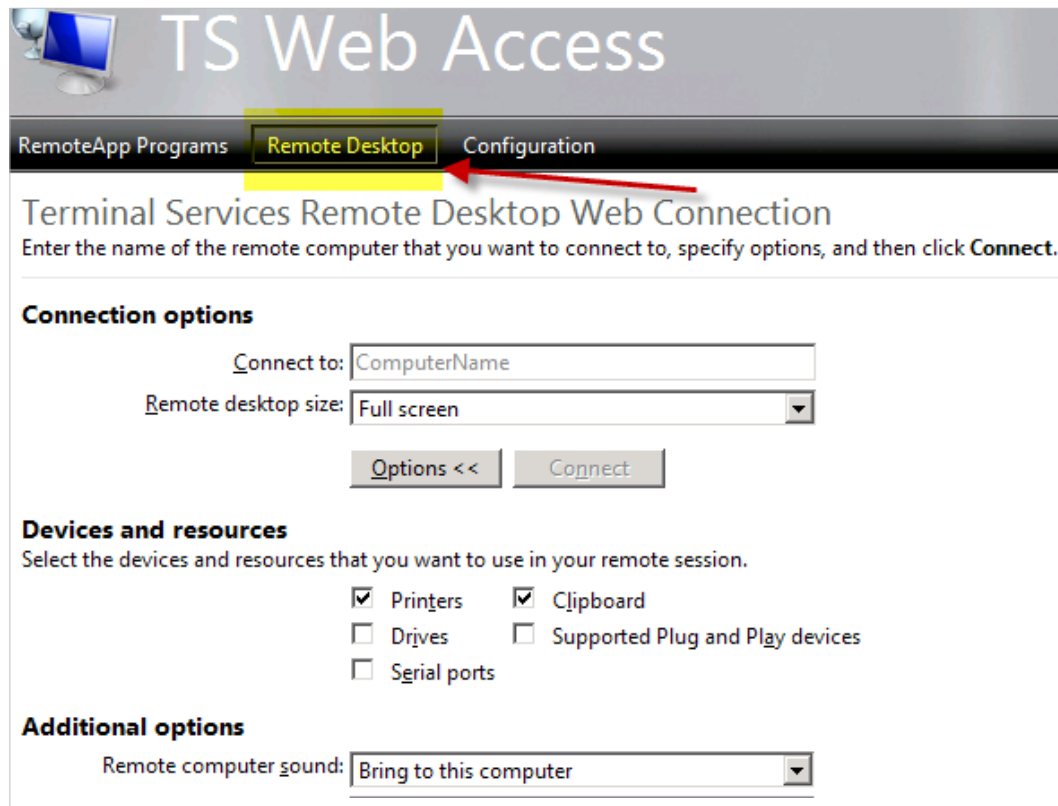 TS Web Access
RemoteApp Programs Remote Desktop Configuration
Terminal Services Remote Desktop Web Connection
Enter the name of the remote computer that you want to connect to, specify options, and then click Connect.
Connection options
Connect to: ComputerName
Remote desktop size: Full screen
Options << Connect
Devices and resources
Select the devices and resources that you want to use in your remote session.
Printers Clipboard
Drives Supported Plug and Play devices
Serial ports
Additional options
Remote computer sound: Bring to this computer